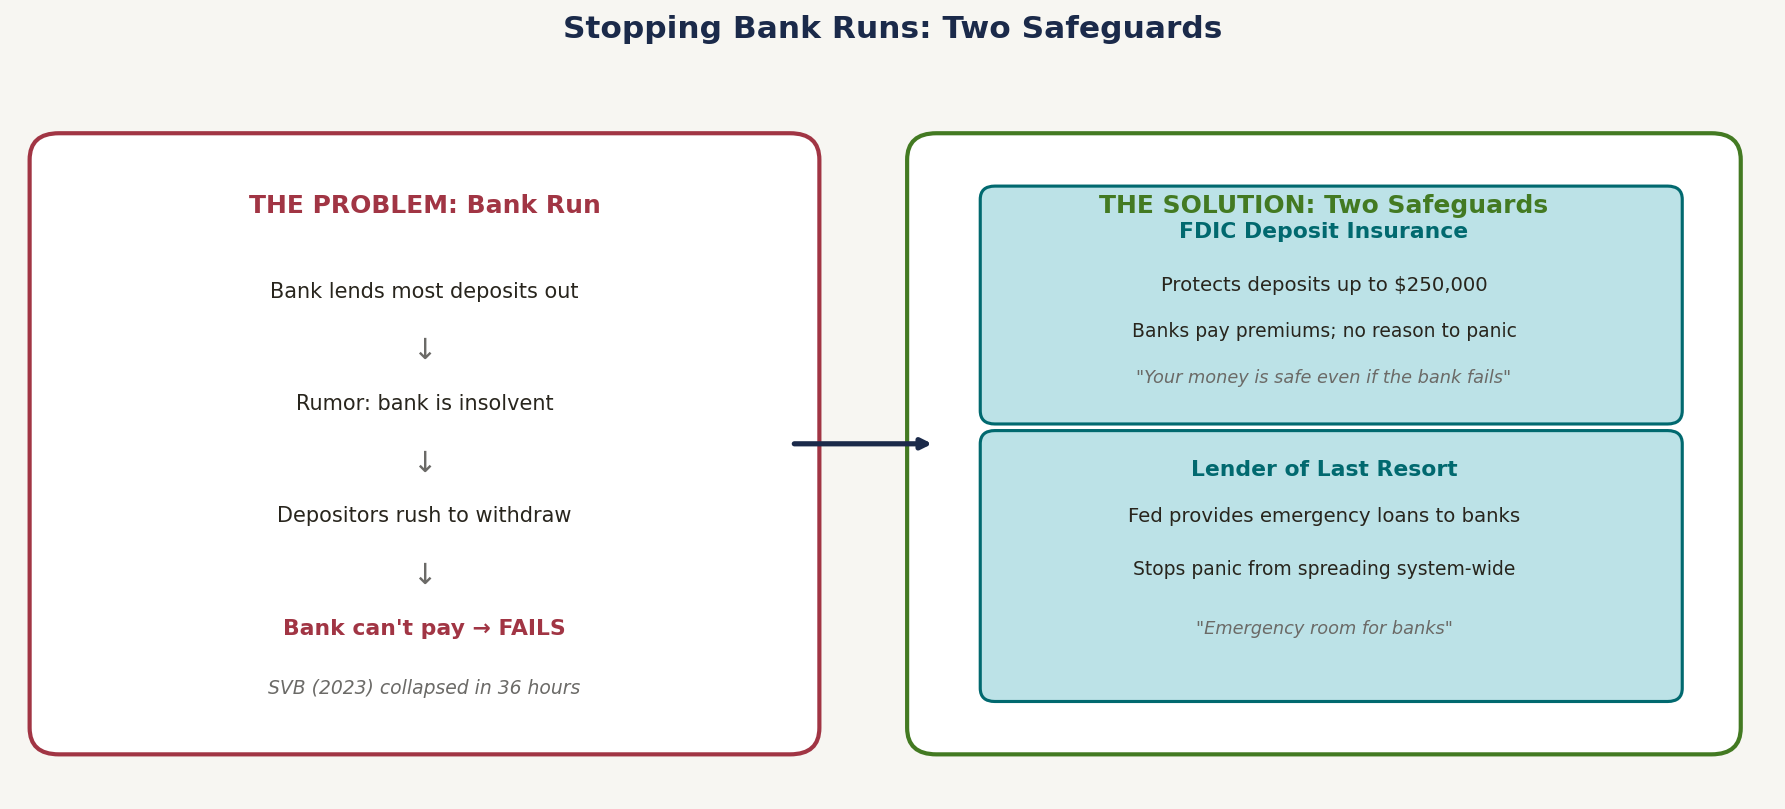 Stopping Bank Runs: Two Safeguards
THE PROBLEM: Bank Run
Bank lends most deposits out
↓
Rumor: bank is insolvent
↓
Depositors rush to withdraw
↓
Bank can't pay → FAILS
SVB (2023) collapsed in 36 hours
THE SOLUTION: Two Safeguards
FDIC Deposit Insurance
Protects deposits up to $250,000
Banks pay premiums; no reason to panic
"Your money is safe even if the bank fails"
Lender of Last Resort
Fed provides emergency loans to banks
Stops panic from spreading system-wide
"Emergency room for banks"